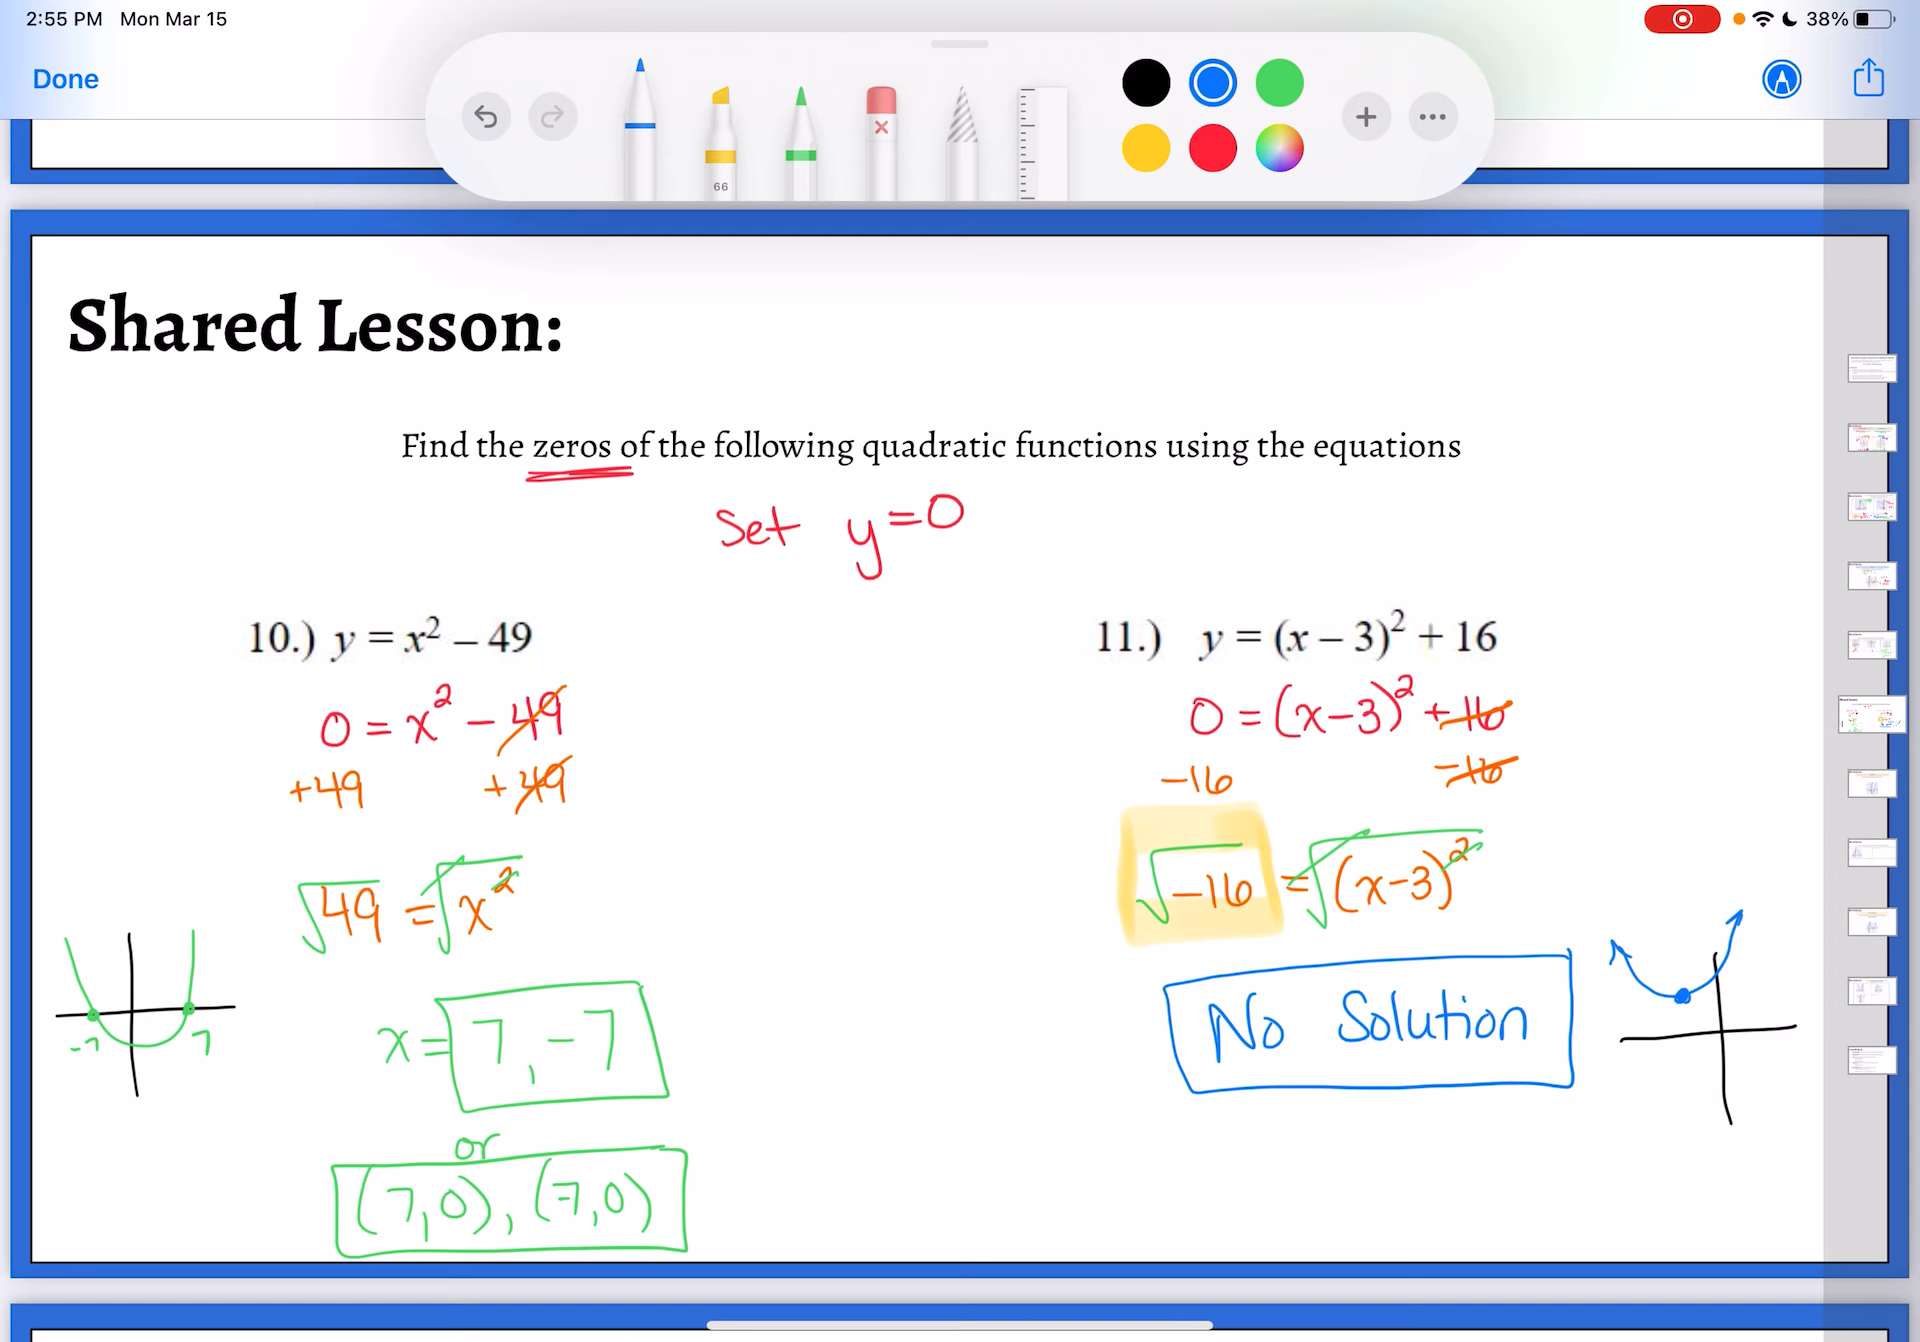 2:55 PM Mon Mar 15
38%
Done
66
Shared Lesson:
Find the zeros of the following quadratic functions using the equations
Set y=0
10.) y = x² – 49
0 = x² – 49
+49 +49
√49 = √x²
x = 7, -7
or
(7,0), (-7,0)
-7 7
11.) y = (x – 3)² + 16
0 = (x-3)² +16
-16 -16
√-16 = √(x-3)²
No Solution